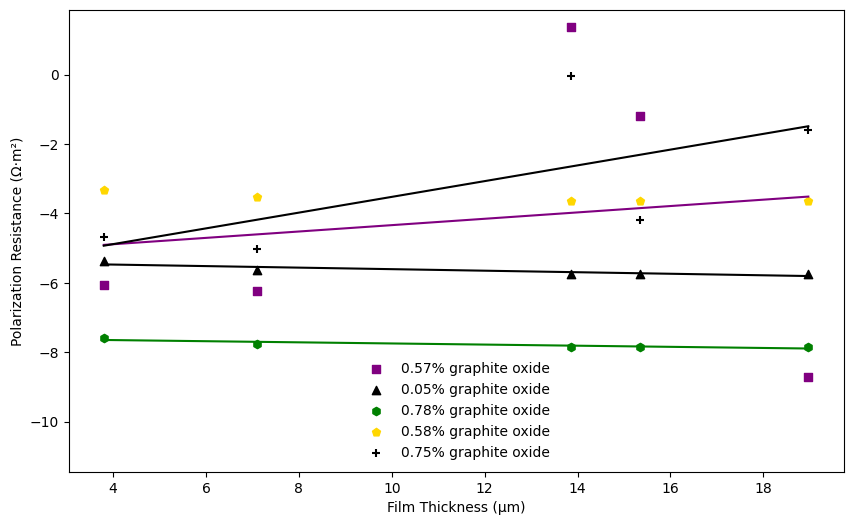 0
−2
−4
−6
−8
−10
Polarization Resistance (Ω·m²)
0.57% graphite oxide
0.05% graphite oxide
0.78% graphite oxide
0.58% graphite oxide
0.75% graphite oxide
4 6 8 10 12 14 16 18
Film Thickness (μm)